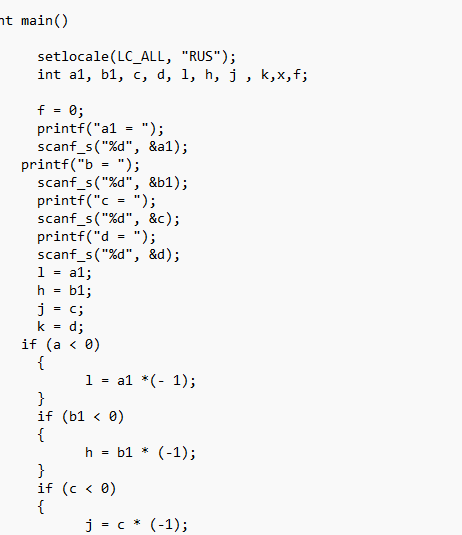 nt main()
setlocale(LC_ALL, "RUS");
int a1, b1, c, d, l, h, j , k,x,f;
f = 0;
printf("a1 = ");
scanf_s("%d", &a1);
printf("b = ");
scanf_s("%d", &b1);
printf("c = ");
scanf_s("%d", &c);
printf("d = ");
scanf_s("%d", &d);
l = a1;
h = b1;
j = c;
k = d;
if (a < 0)
{
l = a1 *(- 1);
}
if (b1 < 0)
{
h = b1 * (-1);
}
if (c < 0)
{
j = c * (-1);